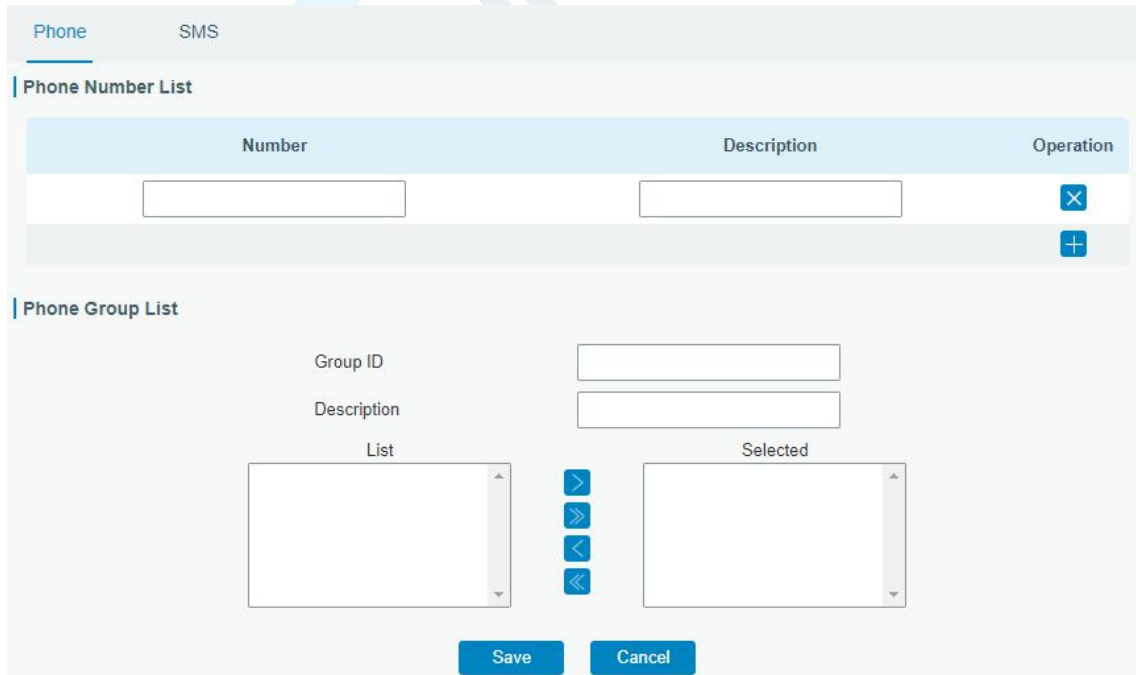 Phone SMS
Phone Number List
Number Description Operation
Phone Group List
Group ID
Description
List Selected
Save Cancel